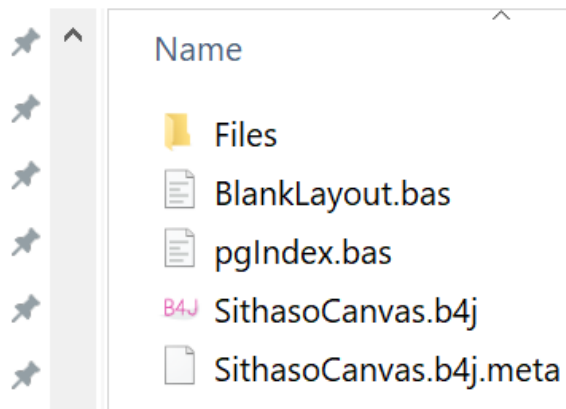 Name
Files
BlankLayout.bas
pgIndex.bas
B4J SithasoCanvas.b4j
SithasoCanvas.b4j.meta